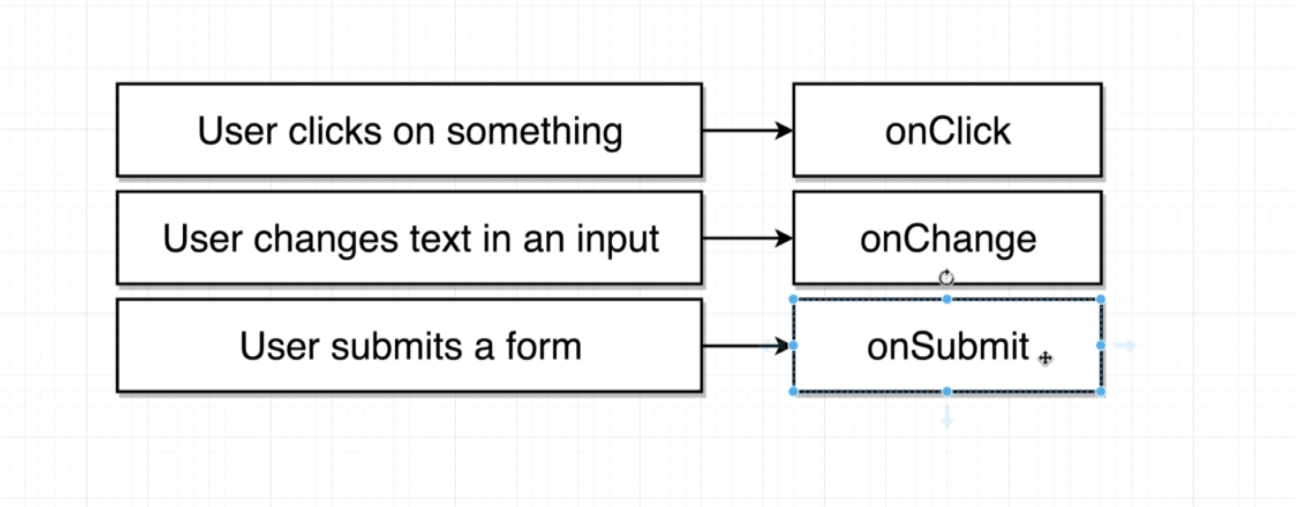 User clicks on something
onClick
User changes text in an input
onChange
User submits a form
onSubmit